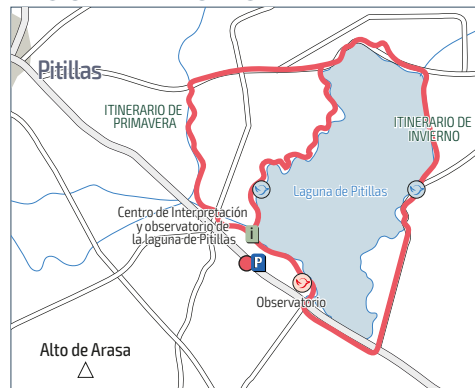 Pitillas
ITINERARIO DE
PRIMAVERA
ITINERARIO DE
INVIERNO
Laguna de Pitillas
Centro de Interpretación
y observatorio de
la laguna de Pitillas
i
P
Observatorio
Alto de Arasa